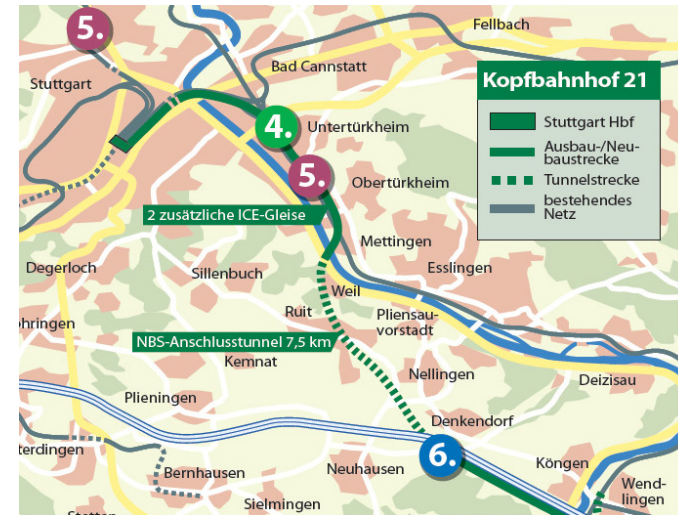 5.
Fellbach
Stuttgart
Bad Cannstatt
Kopfbahnhof 21
Stuttgart Hbf
Ausbau-/Neu-
baustrecke
Tunnelstrecke
bestehendes
Netz
4.
Untertürkheim
5.
Obertürkheim
2 zusätzliche ICE-Gleise
Mettingen
Degerloch
Sillenbuch
Esslingen
Weil
Ruit
Pliensau-
vorstadt
öhringen
NBS-Anschlusstunnel 7,5 km
Kemnat
Nellingen
Deizisau
Plieningen
Denkendorf
6.
terdingen
Bernhausen
Neuhausen
Köngen
Wend-
lingen
Sielmingen
Stetten